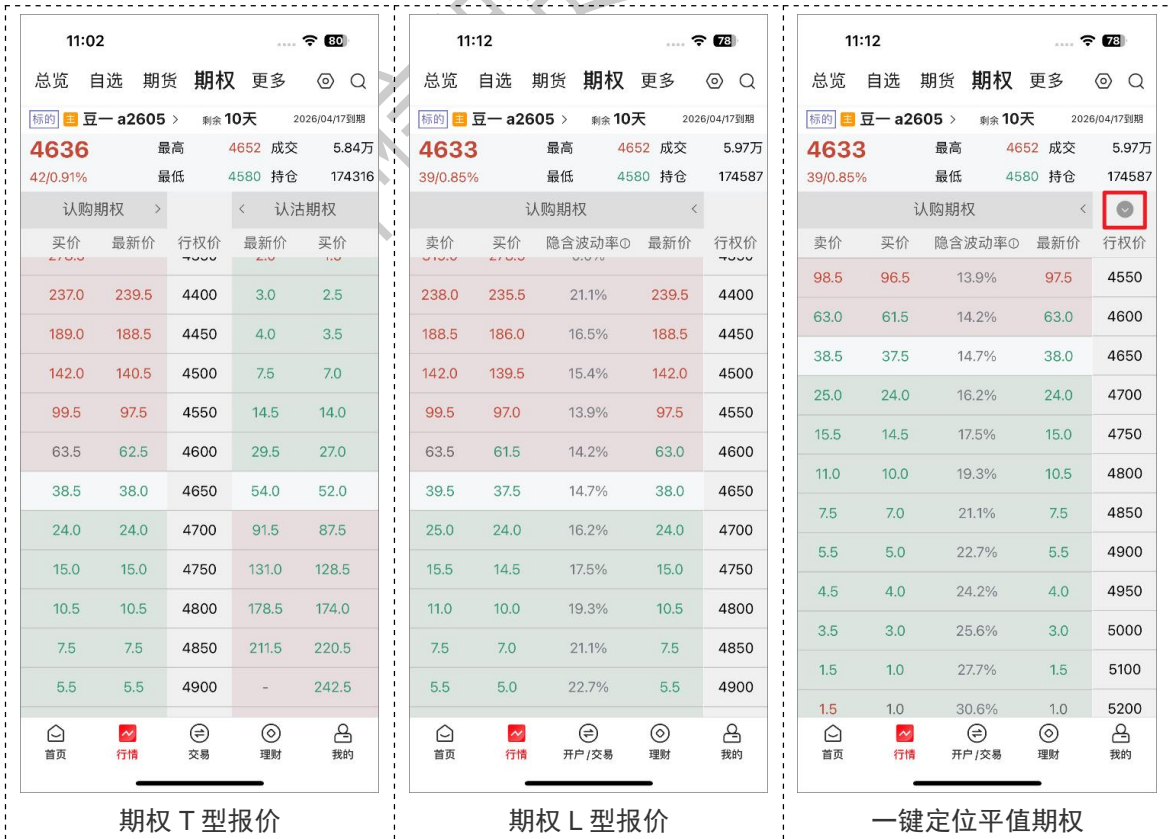 11:02 80
总览 自选 期货 期权 更多
标的 主 豆一 a2605 > 剩余 10天 2026/04/17到期
4636 最高 4652 成交 5.84万
42/0.91% 最低 4580 持仓 174316
认购期权 > < 认沽期权
买价 最新价 行权价 最新价 买价
237.0 239.5 4400 3.0 2.5
189.0 188.5 4450 4.0 3.5
142.0 140.5 4500 7.5 7.0
99.5 97.5 4550 14.5 14.0
63.5 62.5 4600 29.5 27.0
38.5 38.0 4650 54.0 52.0
24.0 24.0 4700 91.5 87.5
15.0 15.0 4750 131.0 128.5
10.5 10.5 4800 178.5 174.0
7.5 7.5 4850 211.5 220.5
5.5 5.5 4900 - 242.5
首页 行情 交易 理财 我的
期权 T 型报价
11:12 78
总览 自选 期货 期权 更多
标的 主 豆一 a2605 > 剩余 10天 2026/04/17到期
4633 最高 4652 成交 5.97万
39/0.85% 最低 4580 持仓 174587
认购期权 <
卖价 买价 隐含波动率 最新价 行权价
238.0 235.5 21.1% 239.5 4400
188.5 186.0 16.5% 188.5 4450
142.0 139.5 15.4% 142.0 4500
99.5 97.0 13.9% 97.5 4550
63.5 61.5 14.2% 63.0 4600
39.5 37.5 14.7% 38.0 4650
25.0 24.0 16.2% 24.0 4700
15.5 14.5 17.5% 15.0 4750
11.0 10.0 19.3% 10.5 4800
7.5 7.0 21.1% 7.5 4850
5.5 5.0 22.7% 5.5 4900
首页 行情 开户/交易 理财 我的
期权 L 型报价
11:12 78
总览 自选 期货 期权 更多
标的 主 豆一 a2605 > 剩余 10天 2026/04/17到期
4633 最高 4652 成交 5.97万
39/0.85% 最低 4580 持仓 174587
认购期权 <
卖价 买价 隐含波动率 最新价 行权价
98.5 96.5 13.9% 97.5 4550
63.0 61.5 14.2% 63.0 4600
38.5 37.5 14.7% 38.0 4650
25.0 24.0 16.2% 24.0 4700
15.5 14.5 17.5% 15.0 4750
11.0 10.0 19.3% 10.5 4800
7.5 7.0 21.1% 7.5 4850
5.5 5.0 22.7% 5.5 4900
4.5 4.0 24.2% 4.0 4950
3.5 3.0 25.6% 3.0 5000
1.5 1.0 27.7% 1.5 5100
1.5 1.0 30.6% 1.0 5200
首页 行情 开户/交易 理财 我的
一键定位平值期权